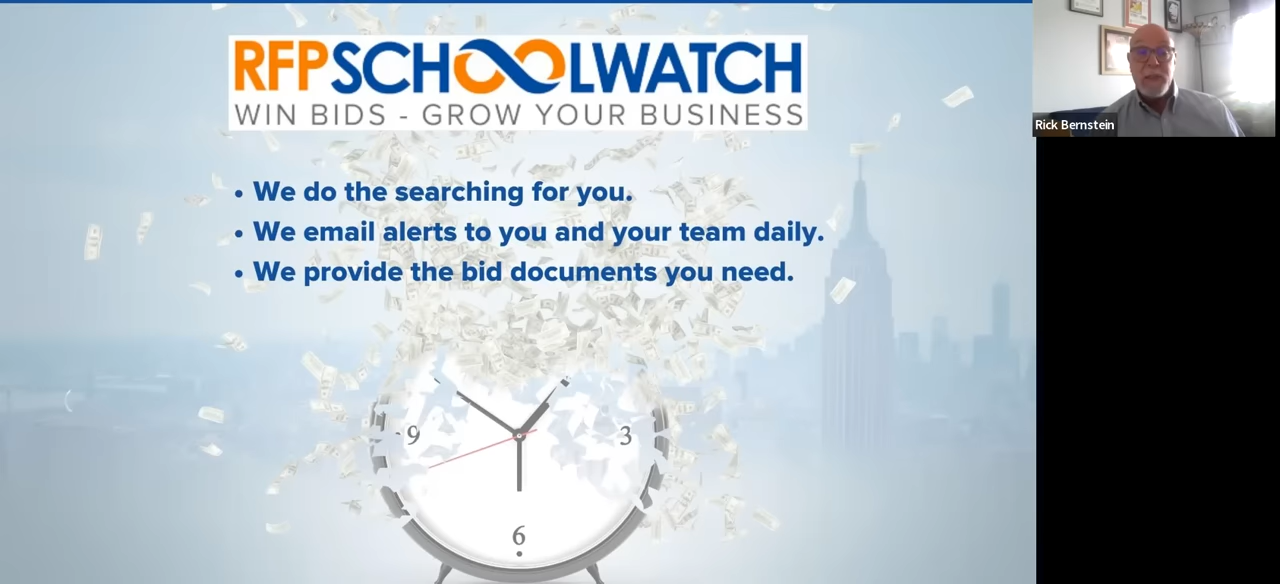 RFPSCHOOLWATCH
WIN BIDS - GROW YOUR BUSINESS
Rick Bernstein
• We do the searching for you.
• We email alerts to you and your team daily.
• We provide the bid documents you need.
9
3
6